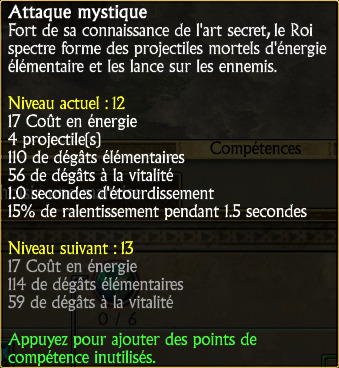 Attaque mystique
Fort de sa connaissance de l'art secret, le Roi
spectre forme des projectiles mortels d'énergie
élémentaire et les lance sur les ennemis.
Niveau actuel : 12
17 Coût en énergie
4 projectile(s)
110 de dégâts élémentaires
Compétences
56 de dégâts à la vitalité
1.0 secondes d'étourdissement
15% de ralentissement pendant 1.5 secondes
Niveau suivant : 13
17 Coût en énergie
114 de dégâts élémentaires
59 de dégâts à la vitalité
0 / 6
Appuyez pour ajouter des points de
compétence inutilisés.